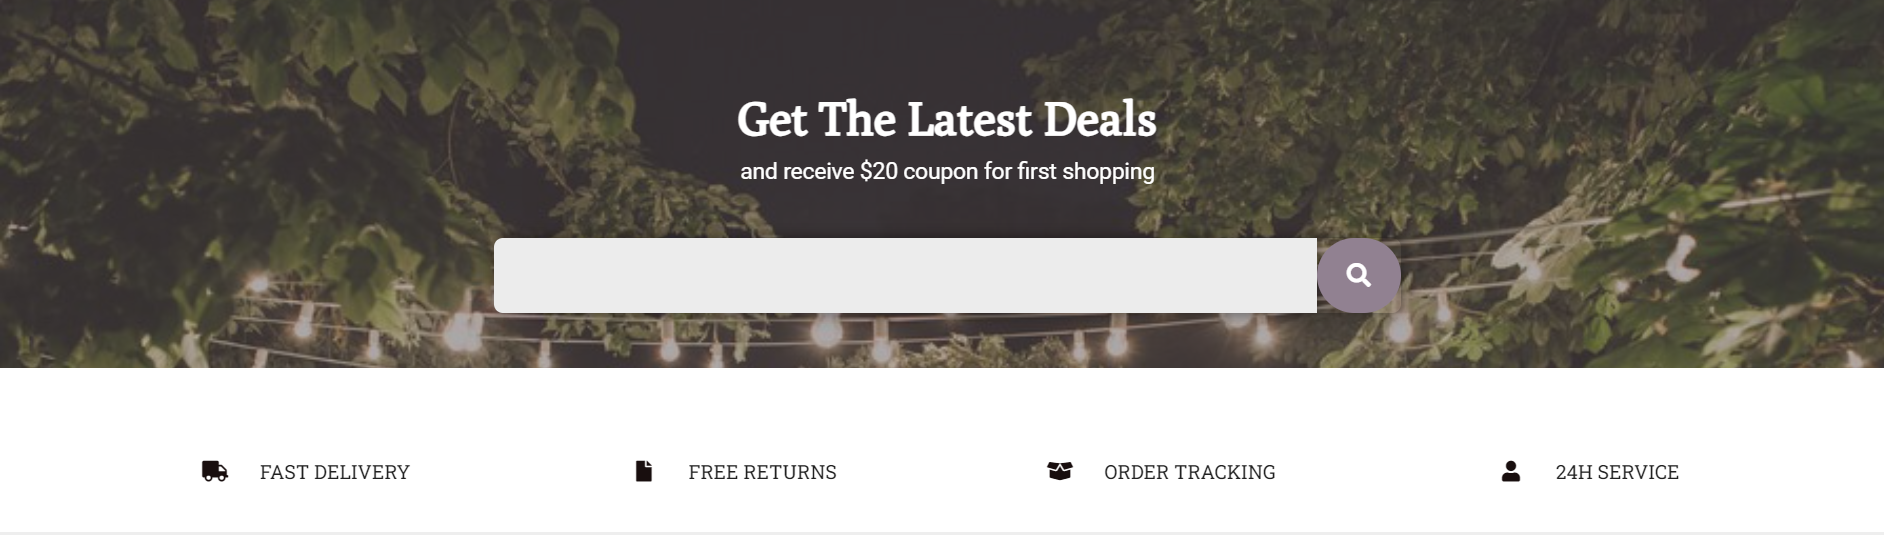 Get The Latest Deals
and receive $20 coupon for first shopping
FAST DELIVERY
FREE RETURNS
ORDER TRACKING
24H SERVICE